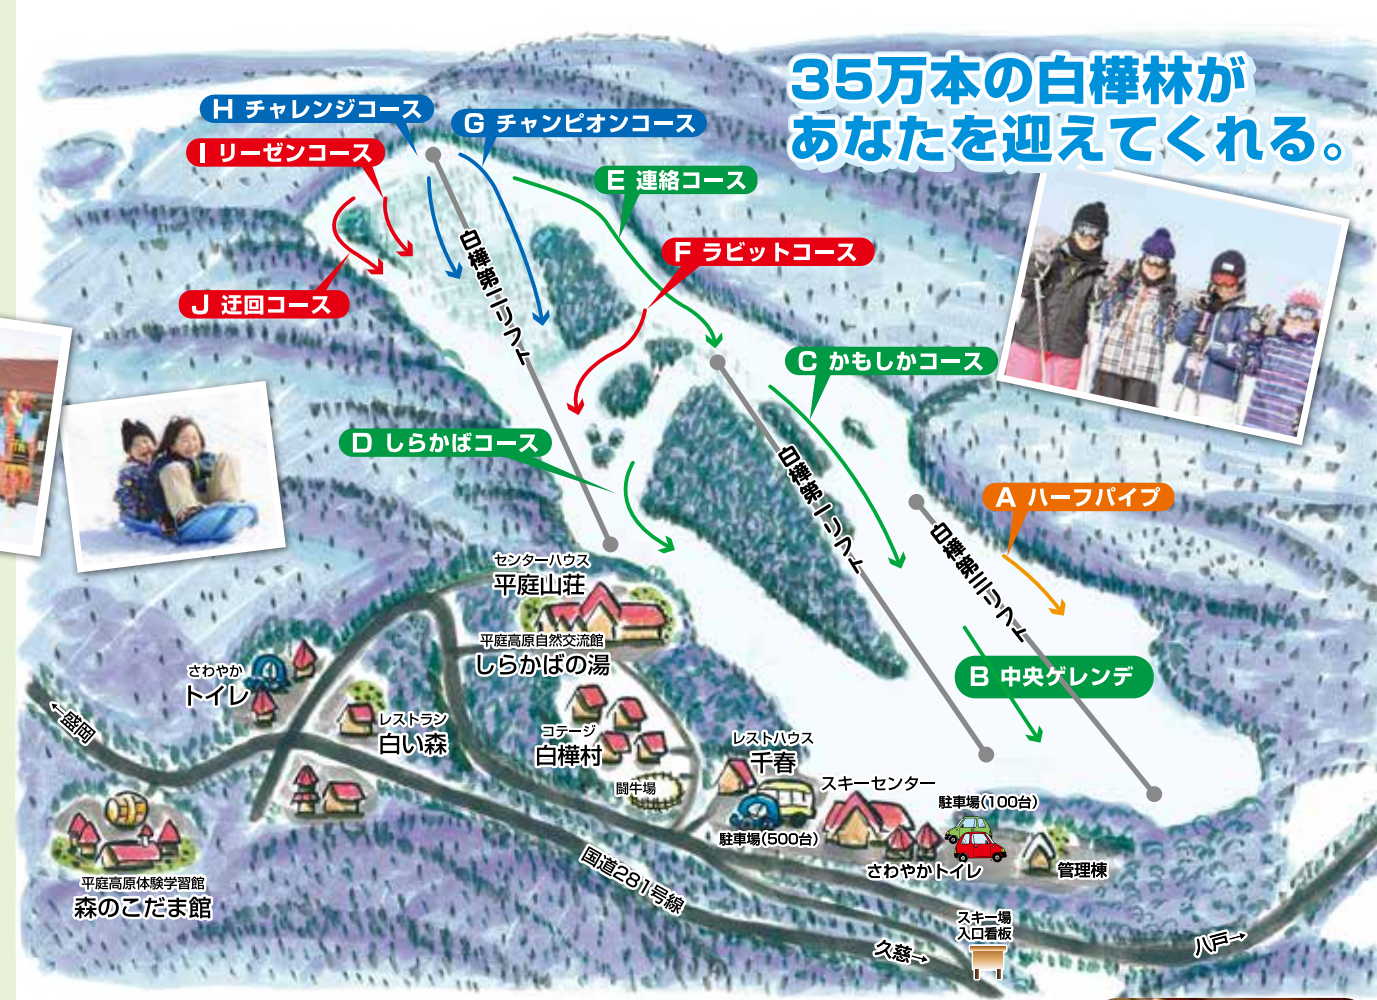 35万本の白樺林が
あなたを迎えてくれる。
H チャレンジコース
G チャンピオンコース
I リーゼンコース
E 連絡コース
F ラビットコース
J 迂回コース
白樺第二リフト
C かもしかコース
D しらかばコース
白樺第一リフト
A ハーフパイプ
白樺第三リフト
B 中央ゲレンデ
センターハウス
平庭山荘
平庭高原自然交流館
しらかばの湯
さわやか
トイレ
←盛岡
レストラン
白い森
コテージ
白樺村
闘牛場
レストハウス
千春
駐車場(500台)
スキーセンター
駐車場(100台)
さわやかトイレ
管理棟
平庭高原体験学習館
森のこだま館
国道281号線
久慈→
スキー場
入口看板
八戸→